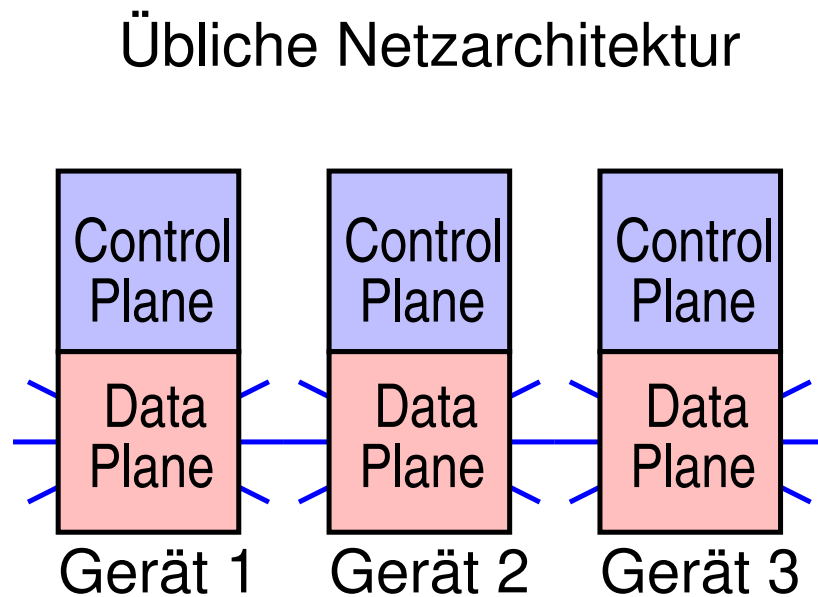 Übliche Netzarchitektur
Control
Plane
Data
Plane
Gerät 1
Control
Plane
Data
Plane
Gerät 2
Control
Plane
Data
Plane
Gerät 3